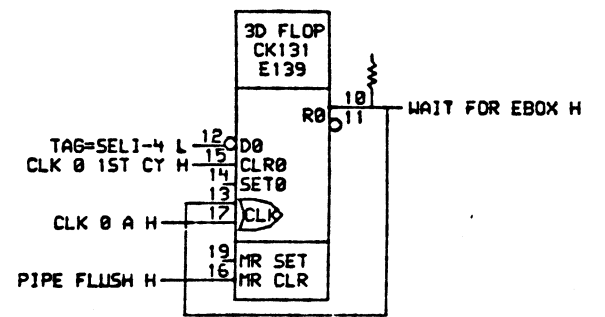 3D FLOP
CK131
E139
R0
10
11
WAIT FOR EBOX H
TAG=SEL1-4 L
12
D0
CLK 0 1ST CY H
15
CLR0
14
SET0
13
CLK 0 A H
17
CLK
19
MR SET
PIPE FLUSH H
16
MR CLR